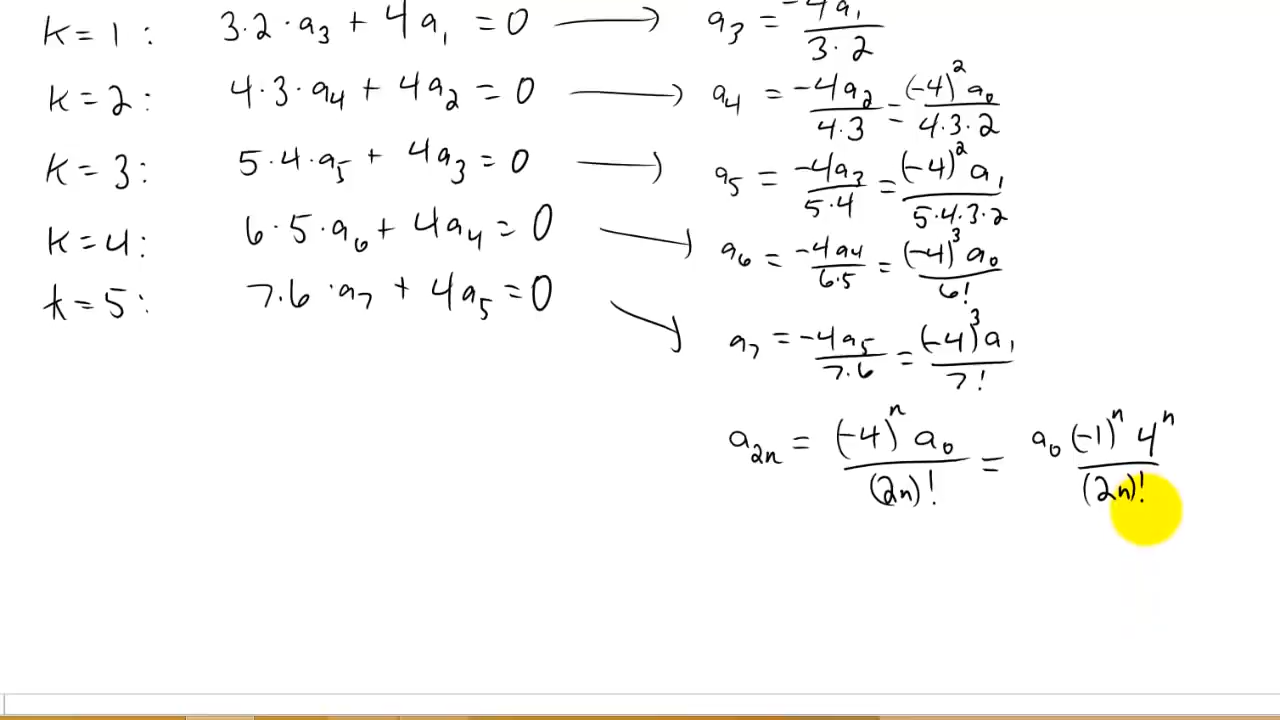 k=1: 3·2·a₃ + 4a₁ = 0 → a₃ = -4a₁/(3·2)
k=2: 4·3·a₄ + 4a₂ = 0 → a₄ = -4a₂/(4·3) = (-4)²a₀/(4·3·2)
k=3: 5·4·a₅ + 4a₃ = 0 → a₅ = -4a₃/(5·4) = (-4)²a₁/(5·4·3·2)
k=4: 6·5·a₆ + 4a₄ = 0 → a₆ = -4a₄/(6·5) = (-4)³a₀/6!
k=5: 7·6·a₇ + 4a₅ = 0 → a₇ = -4a₅/(7·6) = (-4)³a₁/7!
a₂ₙ = (-4)ⁿa₀/(2n)! = a₀ (-1)ⁿ4ⁿ/(2n)!